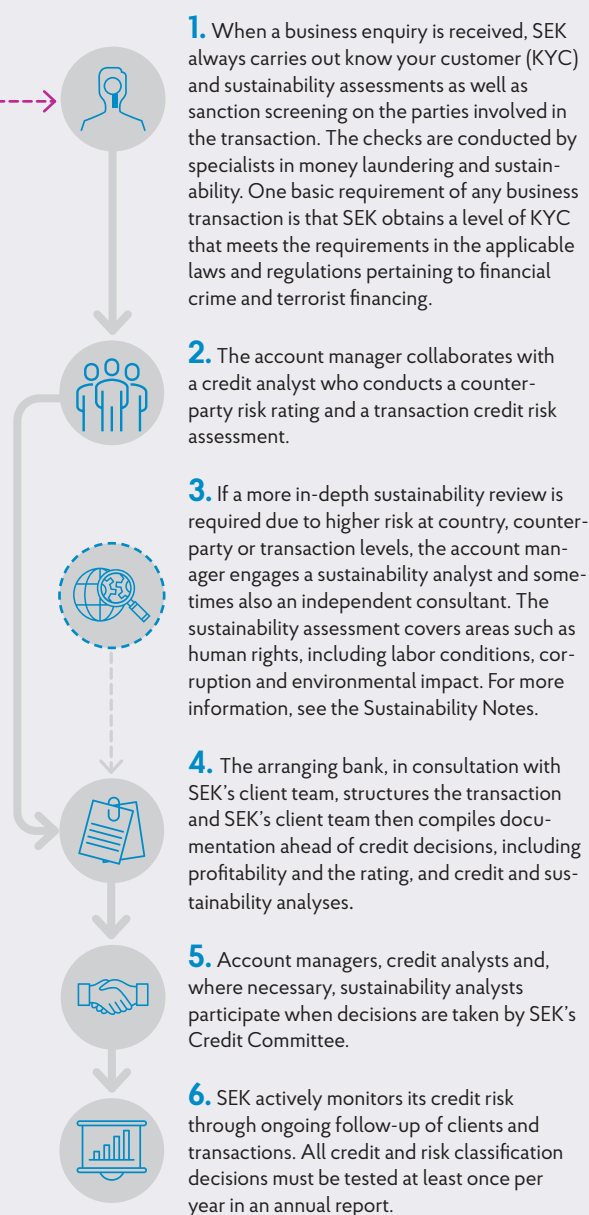 1. When a business enquiry is received, SEK
always carries out know your customer (KYC)
and sustainability assessments as well as
sanction screening on the parties involved in
the transaction. The checks are conducted by
specialists in money laundering and sustain-
ability. One basic requirement of any business
transaction is that SEK obtains a level of KYC
that meets the requirements in the applicable
laws and regulations pertaining to financial
crime and terrorist financing.
2. The account manager collaborates with
a credit analyst who conducts a counter-
party risk rating and a transaction credit risk
assessment.
3. If a more in-depth sustainability review is
required due to higher risk at country, counter-
party or transaction levels, the account man-
ager engages a sustainability analyst and some-
times also an independent consultant. The
sustainability assessment covers areas such as
human rights, including labor conditions, cor-
ruption and environmental impact. For more
information, see the Sustainability Notes.
4. The arranging bank, in consultation with
SEK's client team, structures the transaction
and SEK's client team then compiles docu-
mentation ahead of credit decisions, including
profitability and the rating, and credit and sus-
tainability analyses.
5. Account managers, credit analysts and,
where necessary, sustainability analysts
participate when decisions are taken by SEK's
Credit Committee.
6. SEK actively monitors its credit risk
through ongoing follow-up of clients and
transactions. All credit and risk classification
decisions must be tested at least once per
year in an annual report.